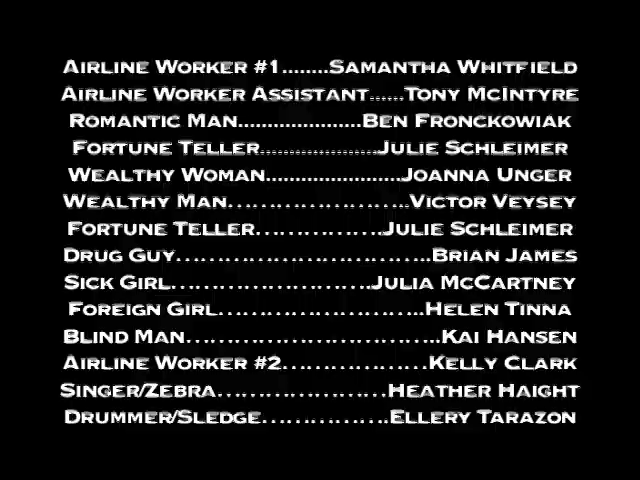 Airline Worker #1........Samantha Whitfield
Airline Worker Assistant......Tony McIntyre
Romantic Man.....................Ben Fronckowiak
Fortune Teller....................Julie Schleimer
Wealthy Woman.......................Joanna Unger
Wealthy Man…………………..Victor Veysey
Fortune Teller…………….Julie Schleimer
Drug Guy……………………..Brian James
Sick Girl……………….Julia McCartney
Foreign Girl………………..Helen Tinna
Blind Man……………………..Kai Hansen
Airline Worker #2……………Kelly Clark
Singer/Zebra………………Heather Haight
Drummer/Sledge…………….Ellery Tarazon